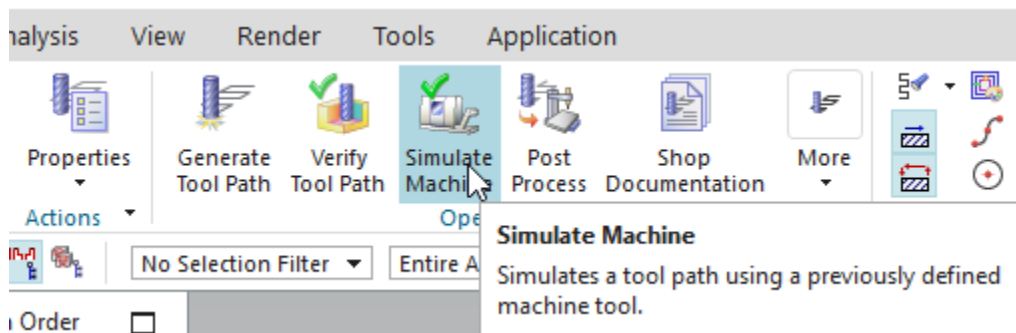 nalysis View Render Tools Application
Properties Generate Tool Path Verify Tool Path Simulate Machine Post Process Shop Documentation More
Actions Ope
No Selection Filter Entire A
Simulate Machine
Simulates a tool path using a previously defined
machine tool.
Order